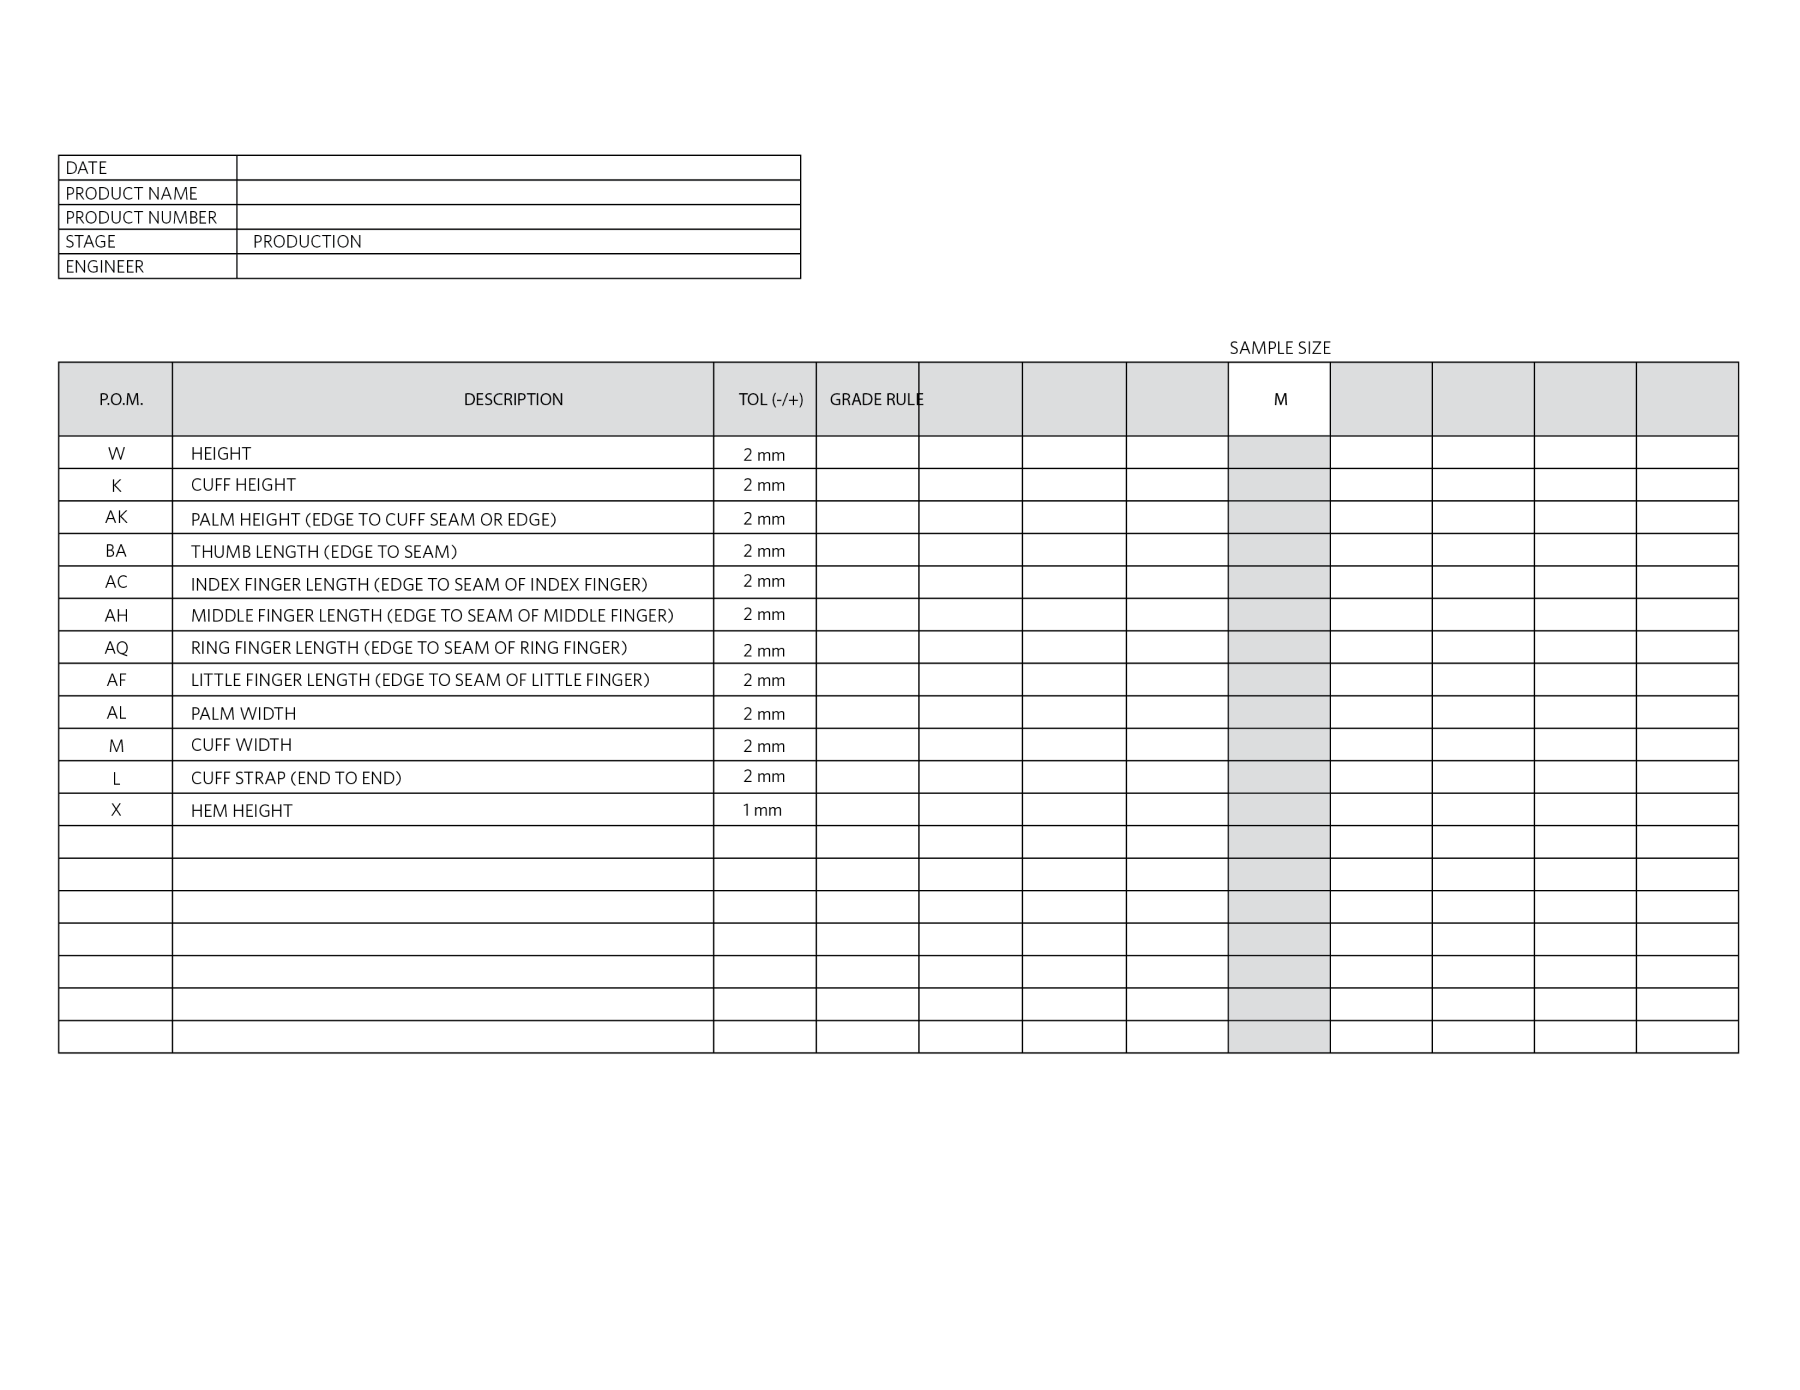 DATE
PRODUCT NAME
PRODUCT NUMBER
STAGE PRODUCTION
ENGINEER
SAMPLE SIZE
P.O.M. DESCRIPTION TOL (-/+) GRADE RULE M
W HEIGHT 2 mm
K CUFF HEIGHT 2 mm
AK PALM HEIGHT (EDGE TO CUFF SEAM OR EDGE) 2 mm
BA THUMB LENGTH (EDGE TO SEAM) 2 mm
AC INDEX FINGER LENGTH (EDGE TO SEAM OF INDEX FINGER) 2 mm
AH MIDDLE FINGER LENGTH (EDGE TO SEAM OF MIDDLE FINGER) 2 mm
AQ RING FINGER LENGTH (EDGE TO SEAM OF RING FINGER) 2 mm
AF LITTLE FINGER LENGTH (EDGE TO SEAM OF LITTLE FINGER) 2 mm
AL PALM WIDTH 2 mm
M CUFF WIDTH 2 mm
L CUFF STRAP (END TO END) 2 mm
X HEM HEIGHT 1 mm